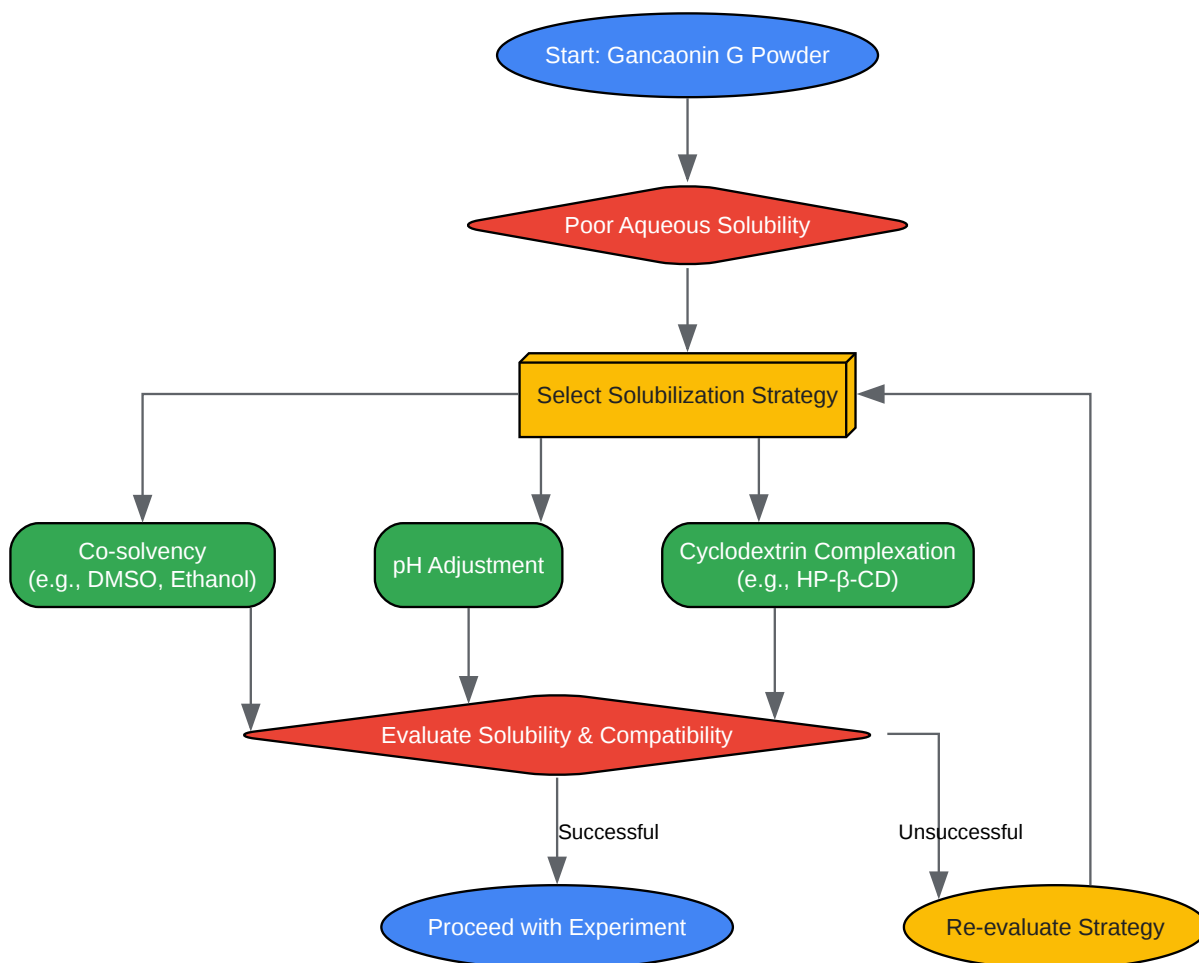 Start: Gancaonin G Powder
Poor Aqueous Solubility
Select Solubilization Strategy
Co-solvency
(e.g., DMSO, Ethanol)
pH Adjustment
Cyclodextrin Complexation
(e.g., HP-β-CD)
Evaluate Solubility & Compatibility
Successful
Unsuccessful
Proceed with Experiment
Re-evaluate Strategy